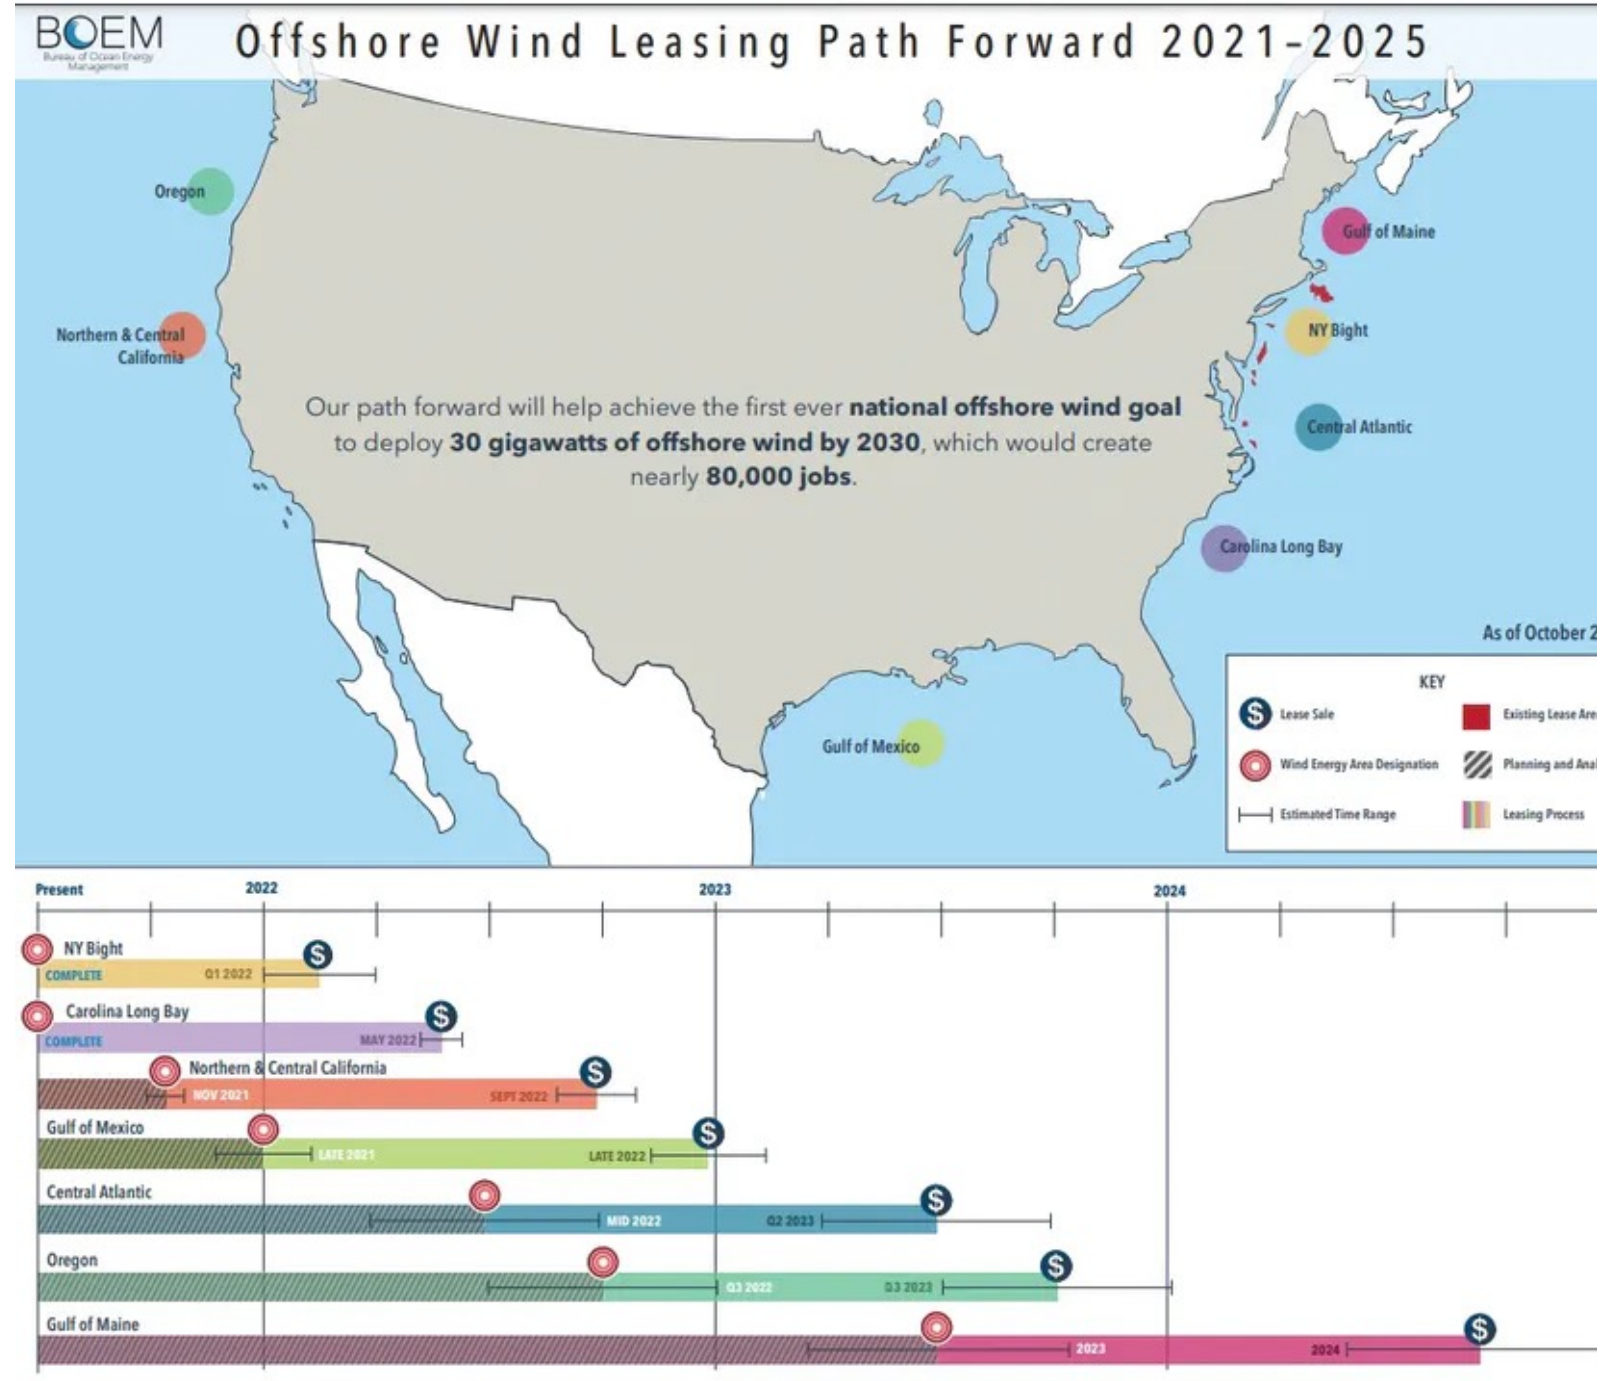 BOEM
Bureau of Ocean Energy
Management
Offshore Wind Leasing Path Forward 2021-2025
Oregon
Gulf of Maine
Northern & Central
California
NY Bight
Our path forward will help achieve the first ever national offshore wind goal
to deploy 30 gigawatts of offshore wind by 2030, which would create
nearly 80,000 jobs.
Central Atlantic
Carolina Long Bay
Gulf of Mexico
As of October 2
KEY
$ Lease Sale
Existing Lease Are
Wind Energy Area Designation
Planning and Anal
Estimated Time Range
Leasing Process
Present 2022 2023 2024
NY Bight $
COMPLETE Q1 2022
Carolina Long Bay $
COMPLETE MAY 2022
Northern & Central California $
NOV 2021 SEPT 2022
Gulf of Mexico $
LATE 2021 LATE 2022
Central Atlantic $
MID 2022 Q2 2023
Oregon $
Q3 2022 Q3 2023
Gulf of Maine $
2023 2024